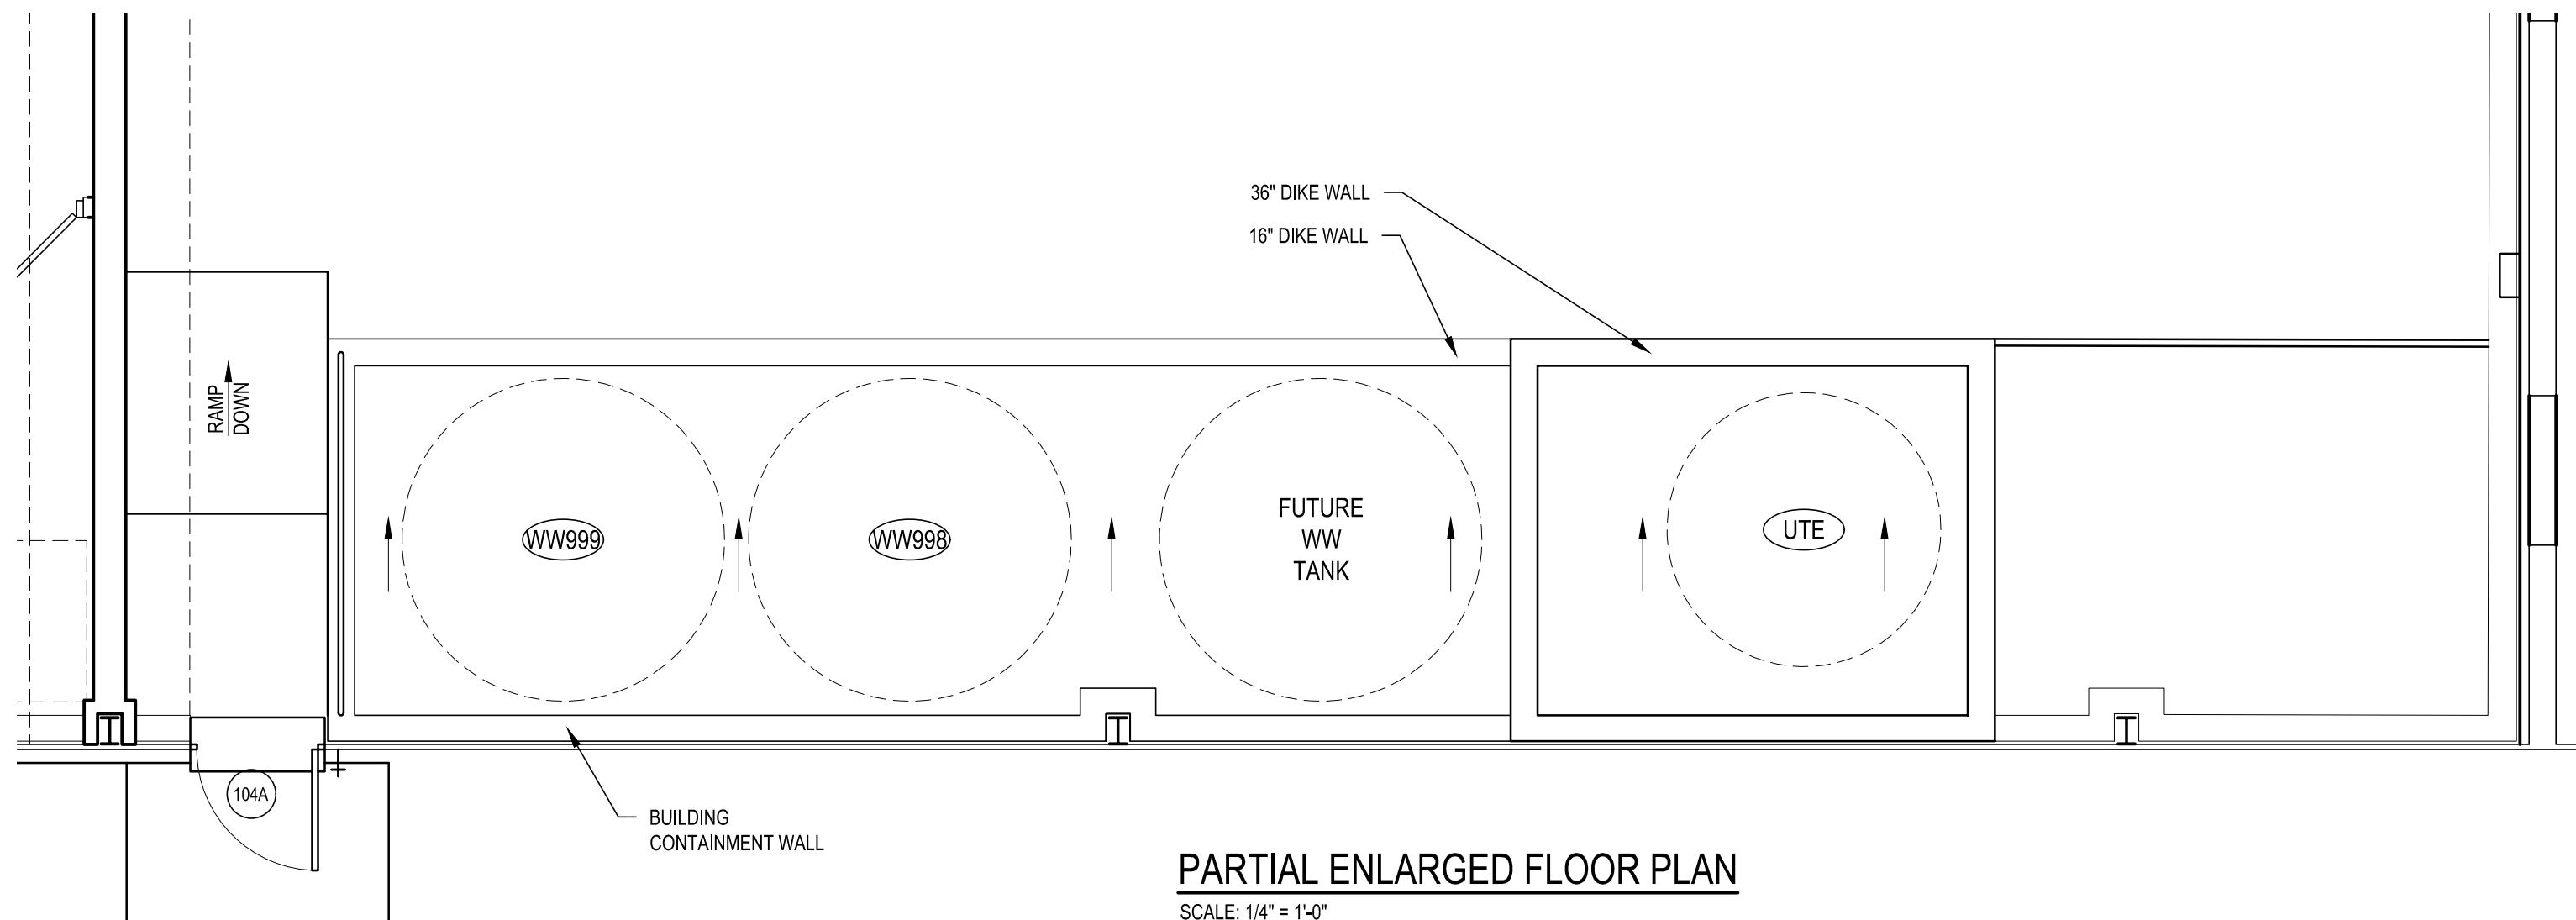 36" DIKE WALL
16" DIKE WALL
RAMP
DOWN
WW999
WW998
FUTURE
WW
TANK
UTE
104A
BUILDING
CONTAINMENT WALL
PARTIAL ENLARGED FLOOR PLAN
SCALE: 1/4" = 1'-0"